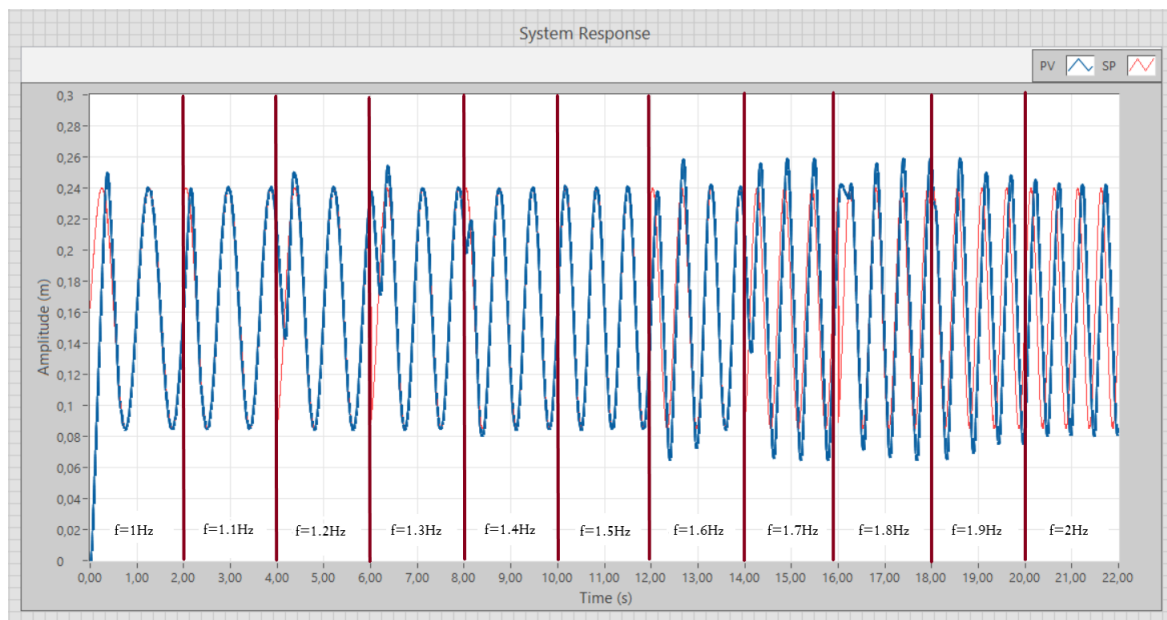 System Response
PV SP
Amplitude (m)
0,3
0,28
0,26
0,24
0,22
0,2
0,18
0,16
0,14
0,12
0,1
0,08
0,06
0,04
0,02
0
f=1Hz f=1.1Hz f=1.2Hz f=1.3Hz f=1.4Hz f=1.5Hz f=1.6Hz f=1.7Hz f=1.8Hz f=1.9Hz f=2Hz
0,00 1,00 2,00 3,00 4,00 5,00 6,00 7,00 8,00 9,00 10,00 11,00 12,00 13,00 14,00 15,00 16,00 17,00 18,00 19,00 20,00 21,00 22,00
Time (s)